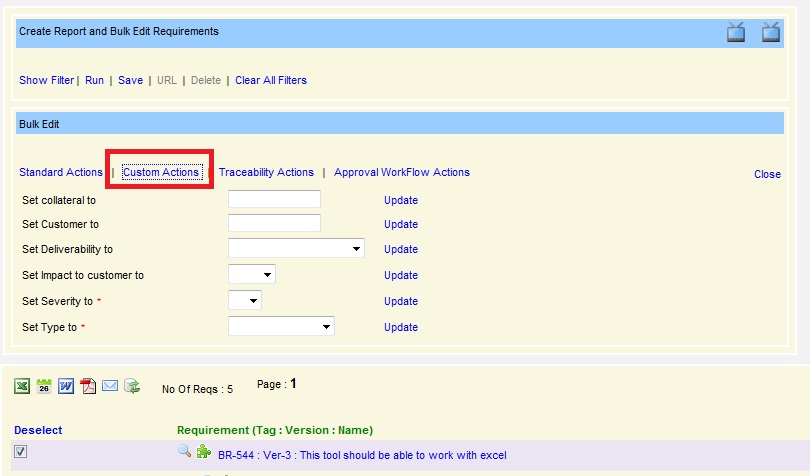 Create Report and Bulk Edit Requirements
Show Filter | Run | Save | URL | Delete | Clear All Filters
Bulk Edit
Standard Actions | Custom Actions | Traceability Actions | Approval WorkFlow Actions
Close
Set collateral to Update
Set Customer to Update
Set Deliverability to Update
Set Impact to customer to Update
Set Severity to * Update
Set Type to * Update
26 W No Of Reqs : 5 Page : 1
Deselect Requirement (Tag : Version : Name)
BR-544 : Ver-3 : This tool should be able to work with excel